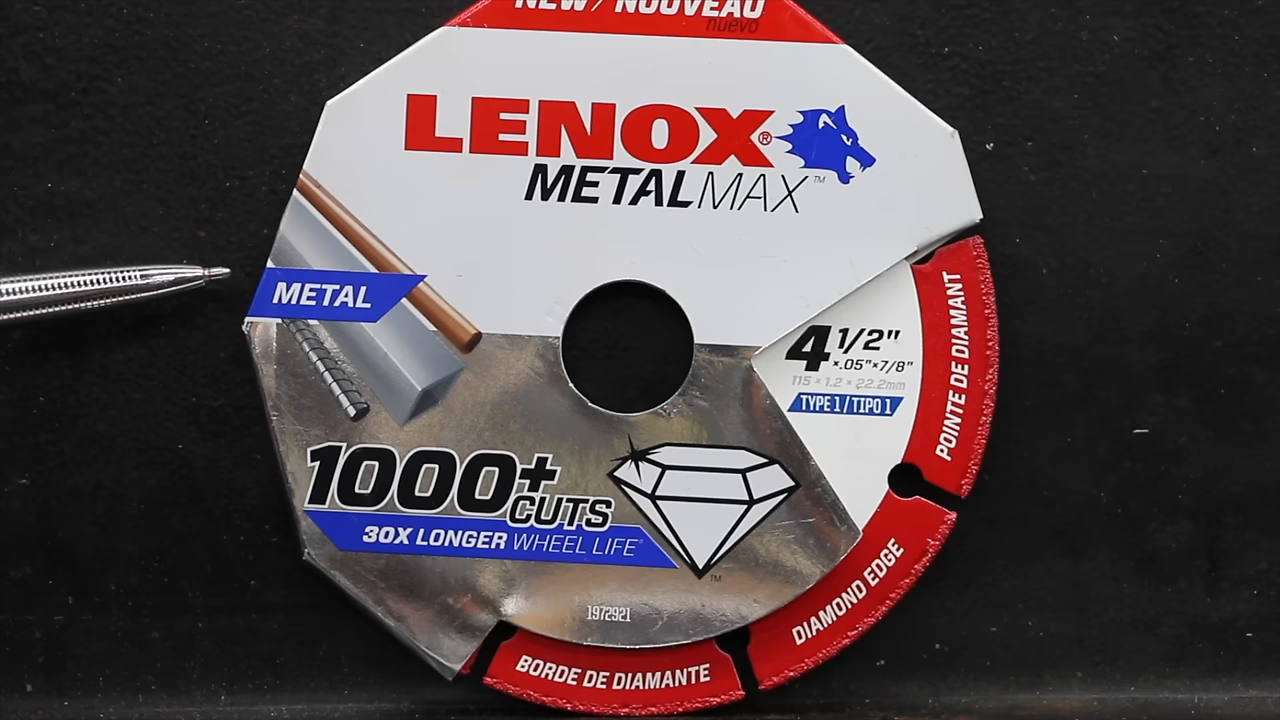 NEW/NOUVEAU
nuevo
LENOX®
METALMAX™
METAL
4 1/2"
×.05"×7/8"
115 × 1.2 × 22.2mm
TYPE 1 / TIPO 1
POINTE DE DIAMANT
1000+
CUTS
30X LONGER WHEEL LIFE*
™
1972921
DIAMOND EDGE
BORDE DE DIAMANTE